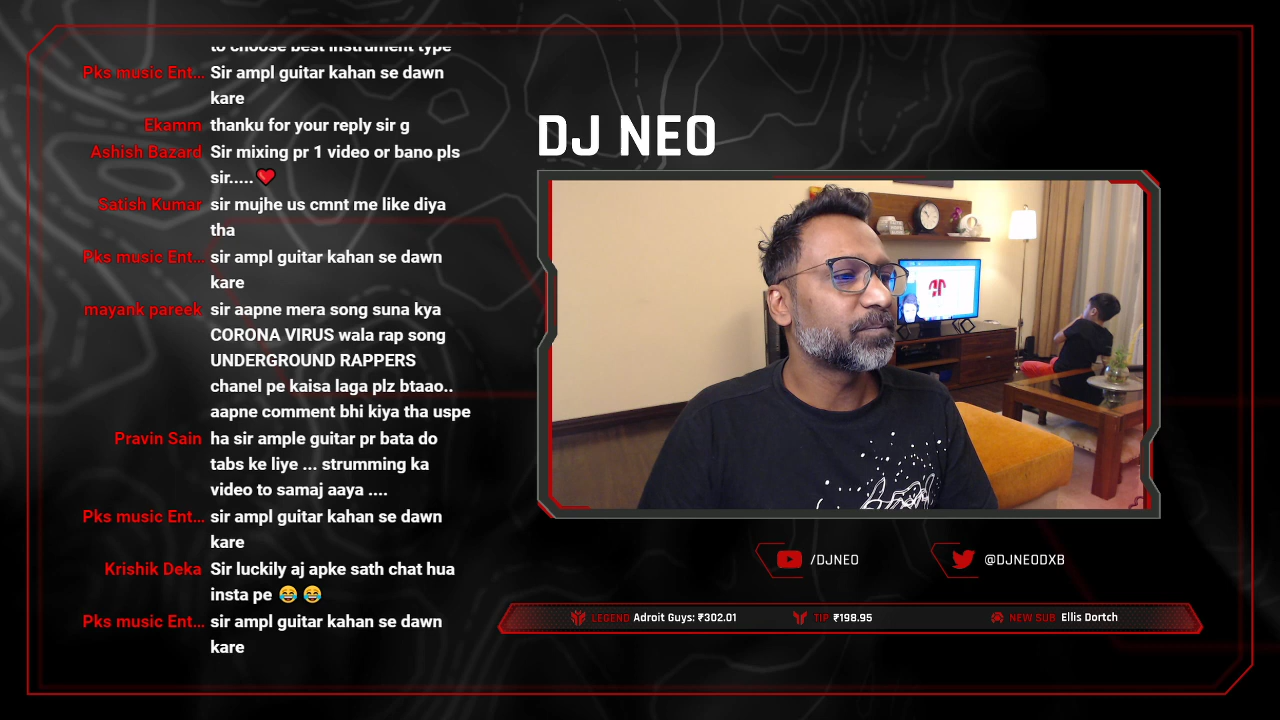 to choose best instrument type
Pks music Ent... Sir ampl guitar kahan se dawn
kare
Ekamm thanku for your reply sir g
Ashish Bazard Sir mixing pr 1 video or bano pls
sir.....❤️
Satish Kumar sir mujhe us cmnt me like diya
tha
Pks music Ent... sir ampl guitar kahan se dawn
kare
mayank pareek sir aapne mera song suna kya
CORONA VIRUS wala rap song
UNDERGROUND RAPPERS
chanel pe kaisa laga plz btaao..
aapne comment bhi kiya tha uspe
Pravin Sain ha sir ample guitar pr bata do
tabs ke liye ... strumming ka
video to samaj aaya ....
Pks music Ent... sir ampl guitar kahan se dawn
kare
Krishik Deka Sir luckily aj apke sath chat hua
insta pe 😂 😂
Pks music Ent... sir ampl guitar kahan se dawn
kare
DJ NEO
/DJNEO
@DJNEODXB
LEGEND Adroit Guys: ₹302.01
TIP ₹198.95
NEW SUB Ellis Dortch